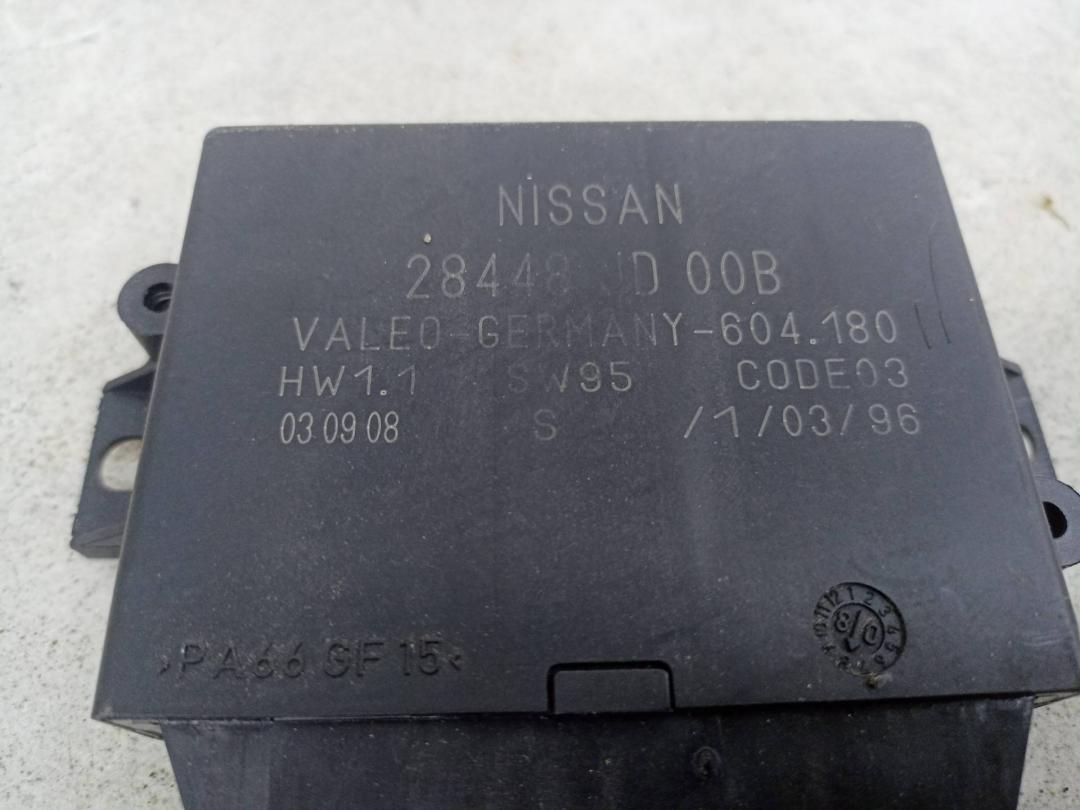 NISSAN
28448 JD 00B
VALEO-GERMANY-604.180
HW1.1 SW95 CODE03
03 09 08 S /1/03/96
>PA66 GF15<